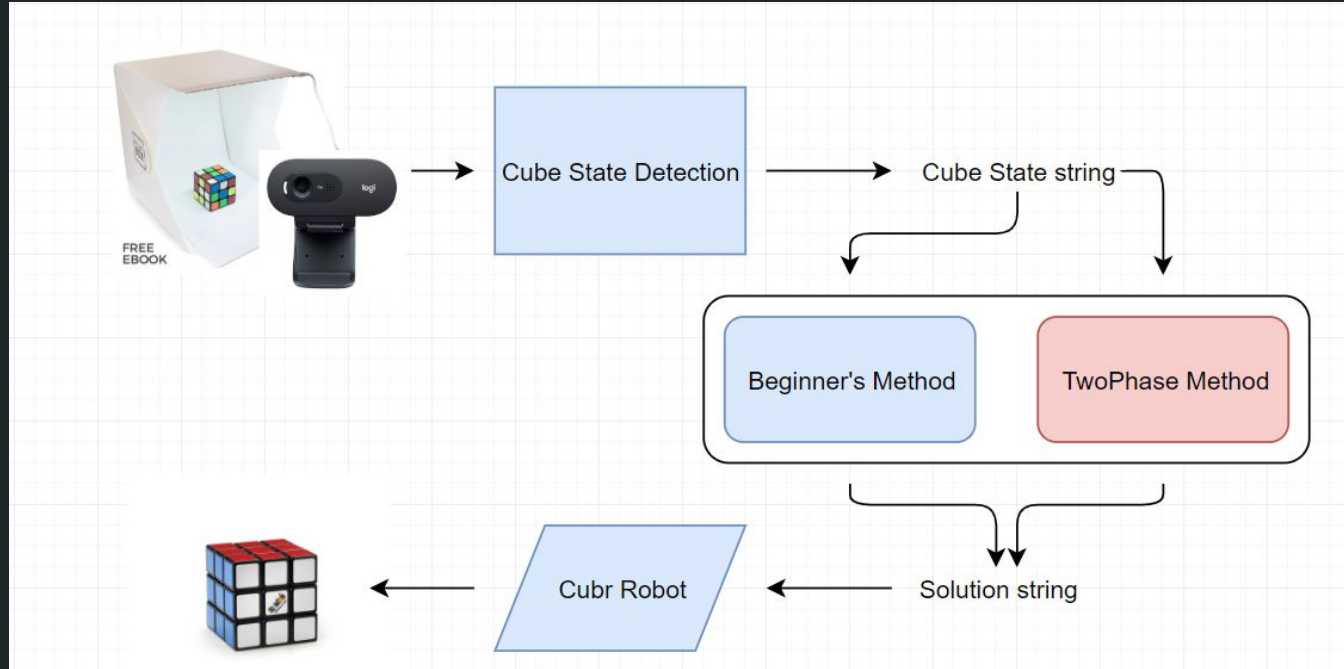 FREE
EBOOK
logi
Cube State Detection
Cube State string
Beginner's Method
TwoPhase Method
Solution string
Cubr Robot